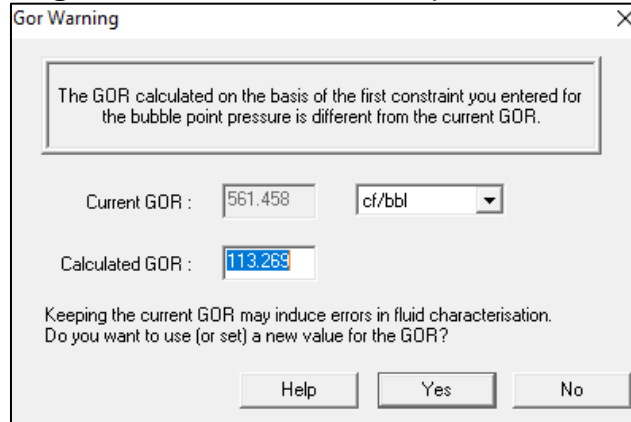 Gor Warning
The GOR calculated on the basis of the first constraint you entered for
the bubble point pressure is different from the current GOR.
Current GOR : 561.458 cf/bbl
Calculated GOR : 113.269
Keeping the current GOR may induce errors in fluid characterisation.
Do you want to use (or set) a new value for the GOR?
Help Yes No